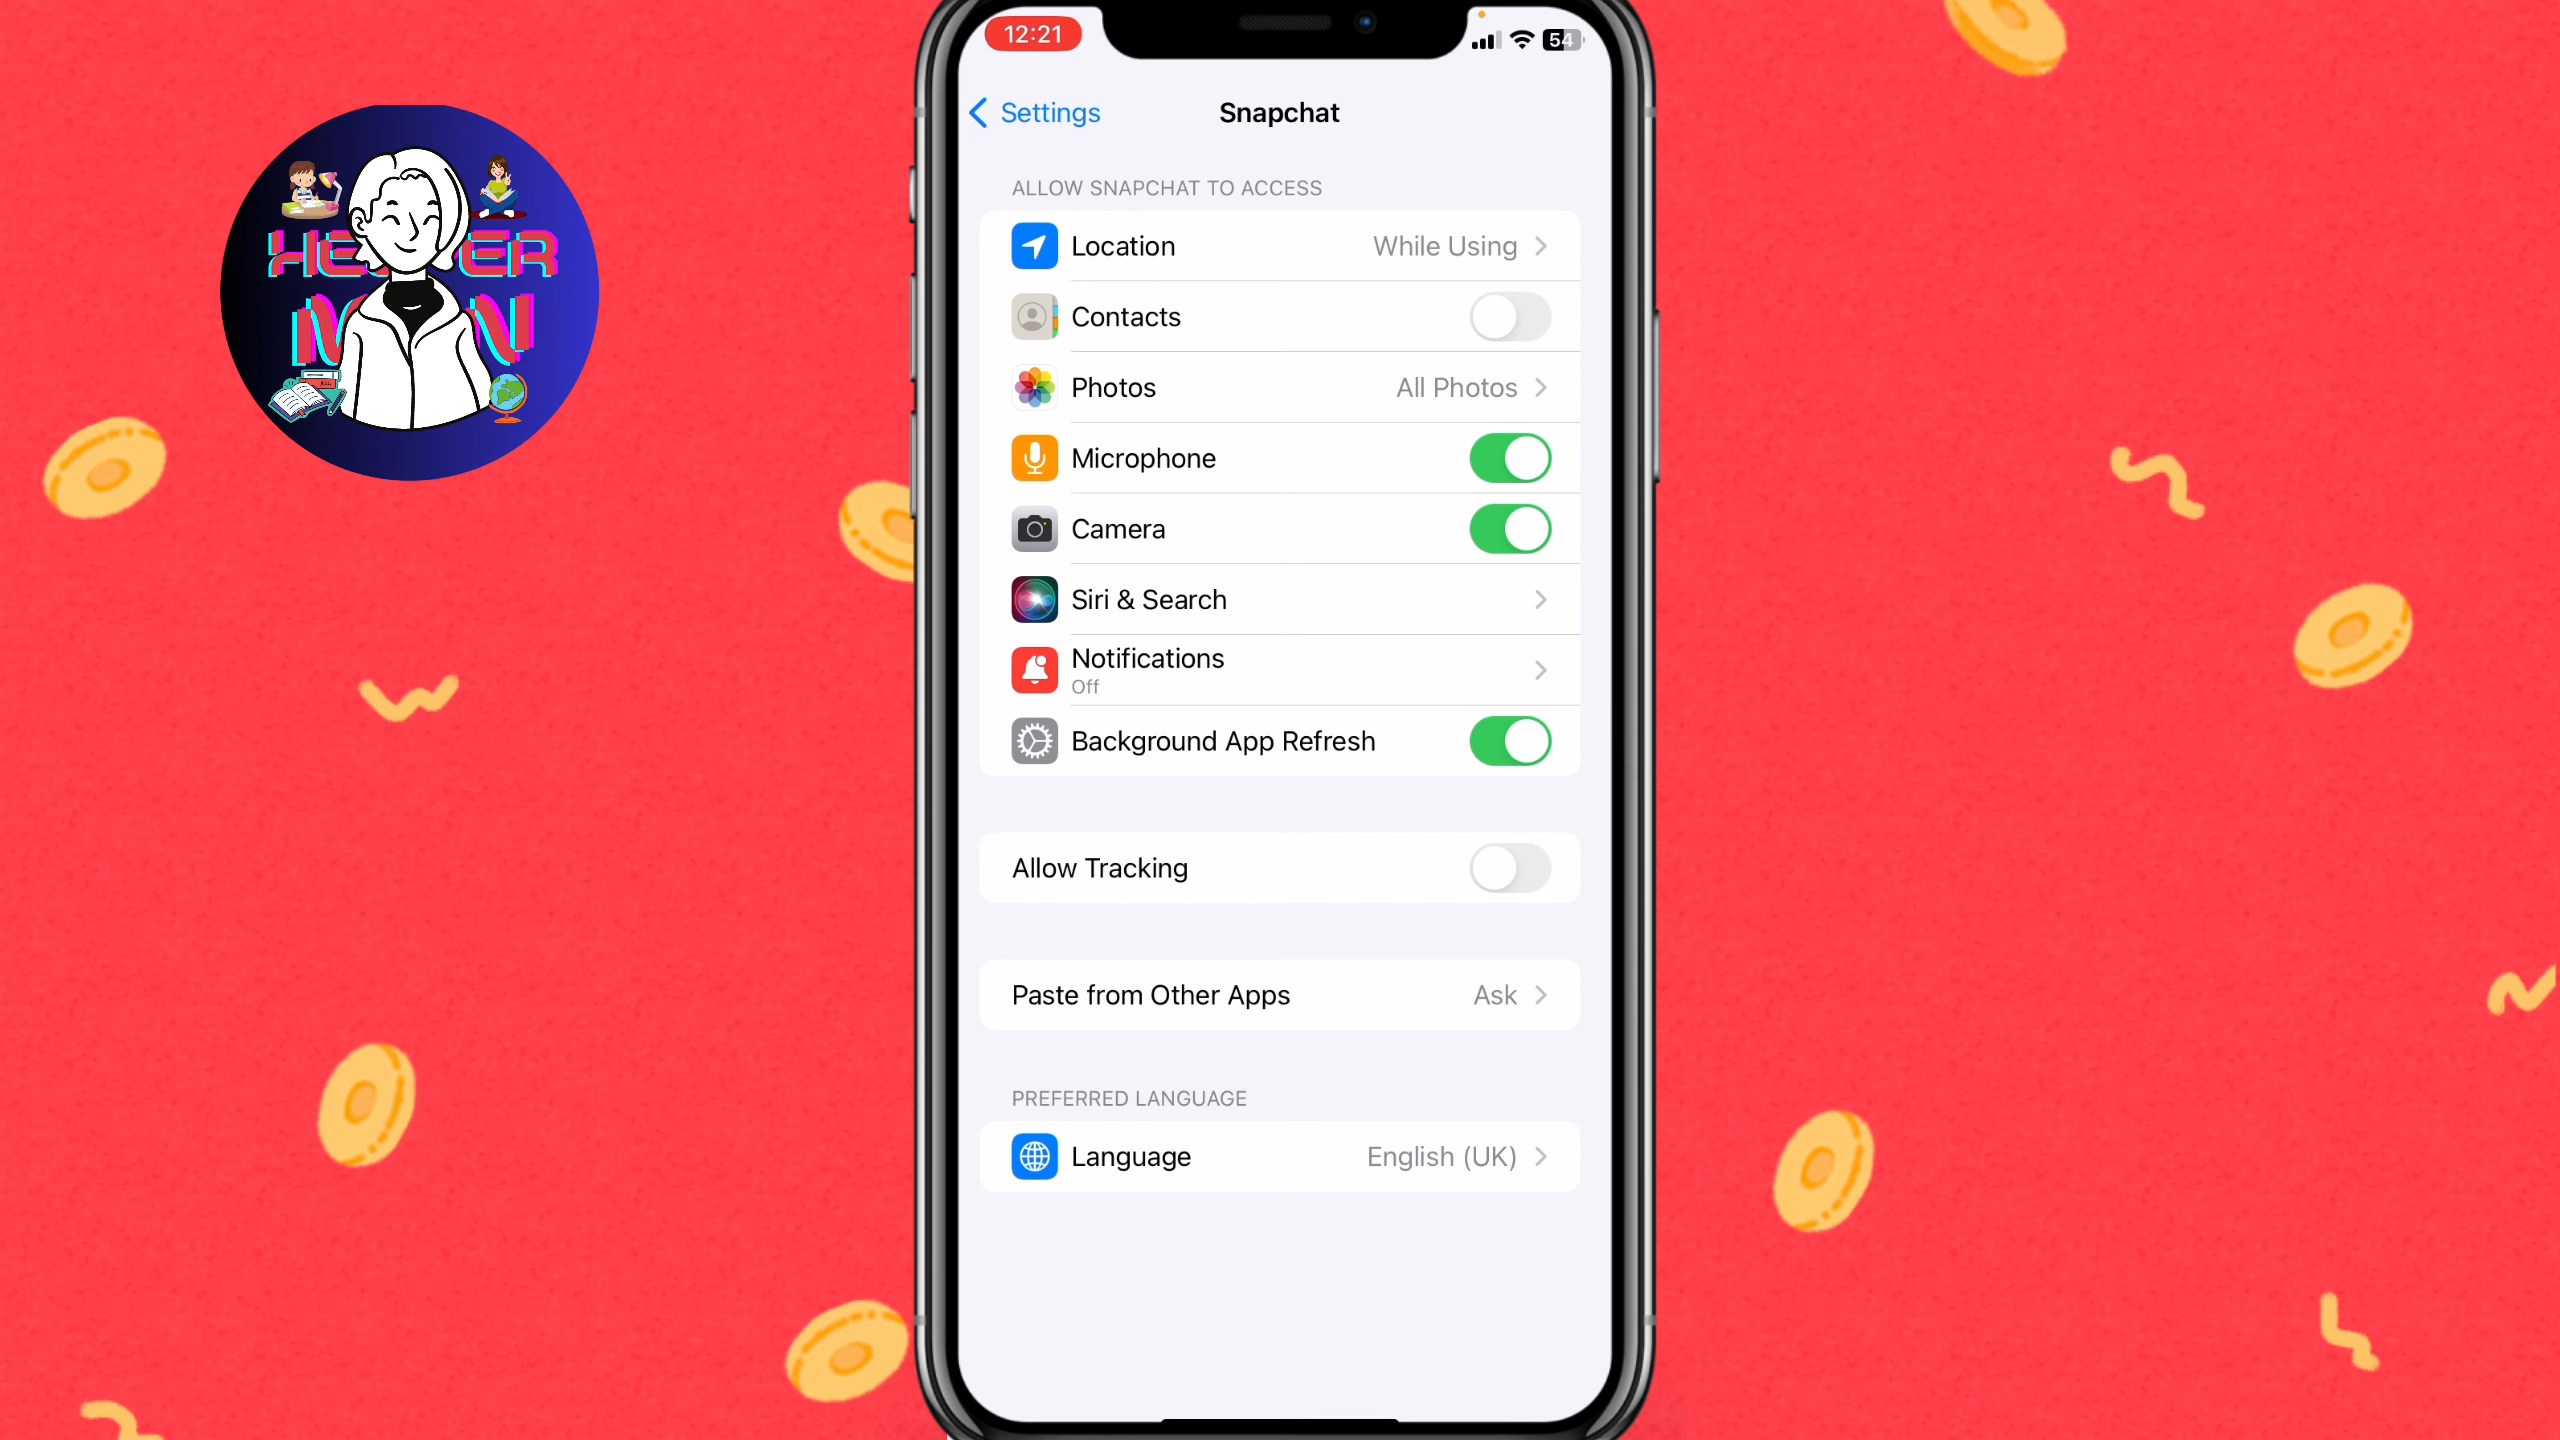 12:21
54
Settings
Snapchat
ALLOW SNAPCHAT TO ACCESS
Location
While Using
Contacts
Photos
All Photos
Microphone
Camera
Siri & Search
Notifications
Off
Background App Refresh
Allow Tracking
Paste from Other Apps
Ask
PREFERRED LANGUAGE
Language
English (UK)